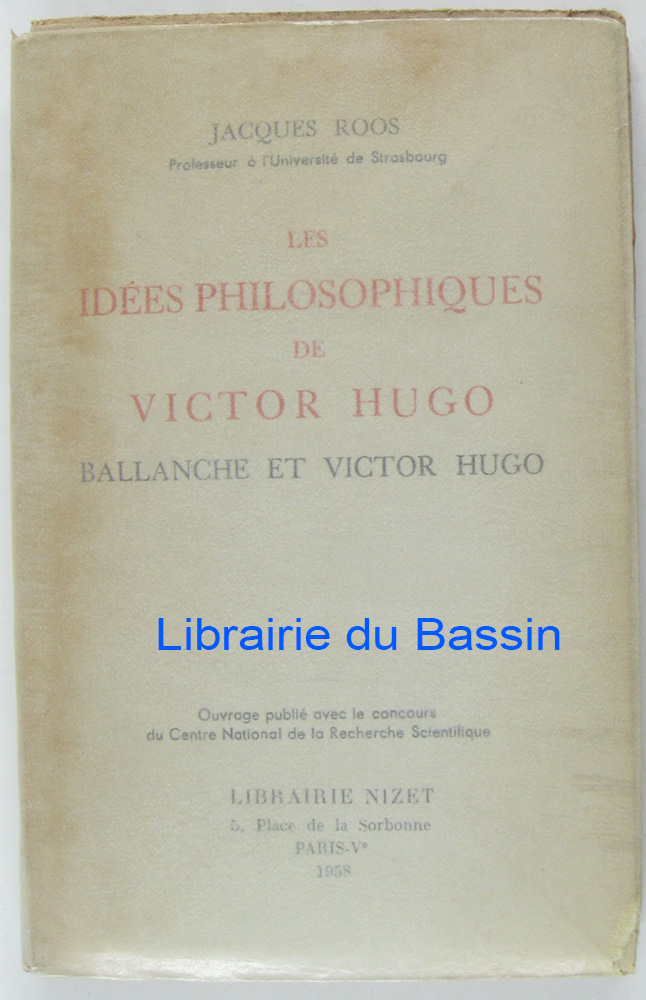 JACQUES ROOS
Professeur à l'Université de Strasbourg
LES
IDÉES PHILOSOPHIQUES
DE
VICTOR HUGO
BALLANCHE ET VICTOR HUGO
Librairie du Bassin
Ouvrage publié avec le concours
du Centre National de la Recherche Scientifique
LIBRAIRIE NIZET
5, Place de la Sorbonne
PARIS-Vᵉ
1958